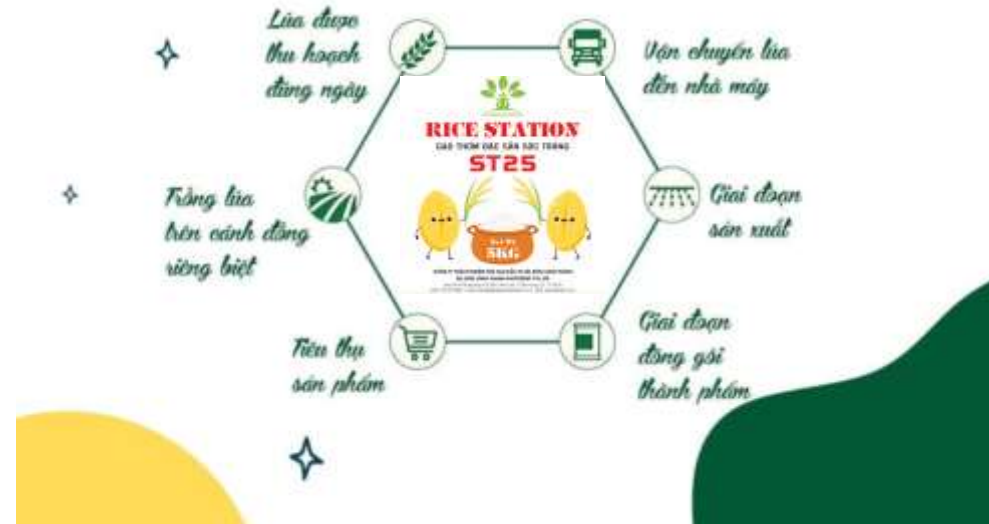 Lúa được
thu hoạch
đúng ngày
Vận chuyển lúa
đến nhà máy
RICE STATION
GẠO THƠM ĐẶC SẢN SÓC TRĂNG
ST25
Trồng lúa
trên cánh đồng
riêng biệt
Giai đoạn
sản xuất
5KG
Tiêu thụ
sản phẩm
Giai đoạn
đóng gói
thành phẩm